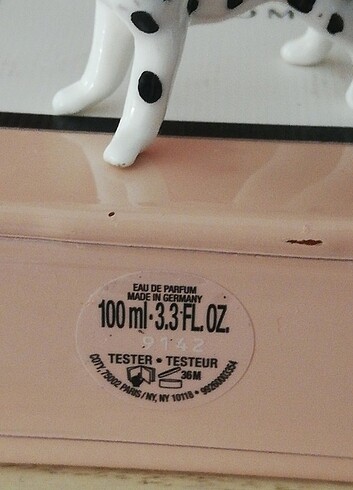 OM
EAU DE PARFUM
MADE IN GERMANY
100 ml·3.3 FL. OZ.
9142
TESTER • TESTEUR
36M
COTY, 75002 PARIS / NY, NY 10118 •